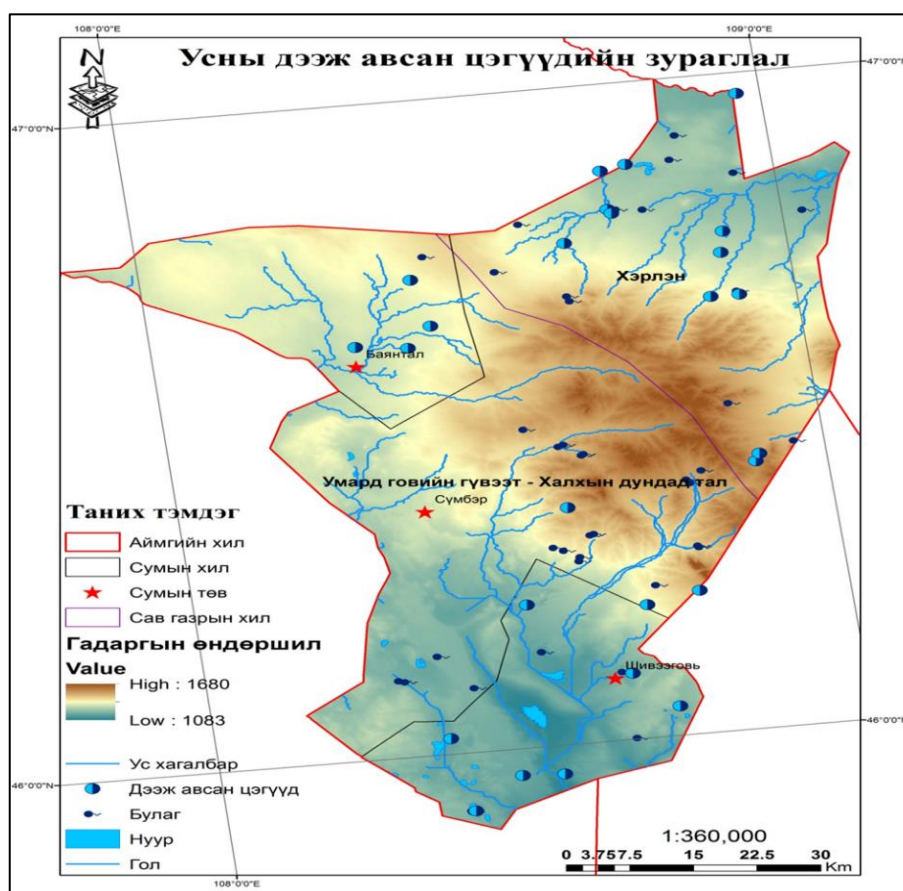 108°0'0"E
109°0'0"E
Усны дээж авсан цэгүүдийн зураглал
N
47°0'0"N
47°0'0"N
Хэрлэн
Баянтал
Умард говийн гүвээт - Халхын дундад тал
Сүмбэр
Шивээговь
Таних тэмдэг
Аймгийн хил
Сумын хил
Сумын төв
Сав газрын хил
Гадаргын өндөршил
Value
High : 1680
Low : 1083
Ус хагалбар
Дээж авсан цэгүүд
Булаг
Нуур
Гол
46°0'0"N
46°0'0"N
1:360,000
0 3.75 7.5 15 22.5 30
Km
108°0'0"E